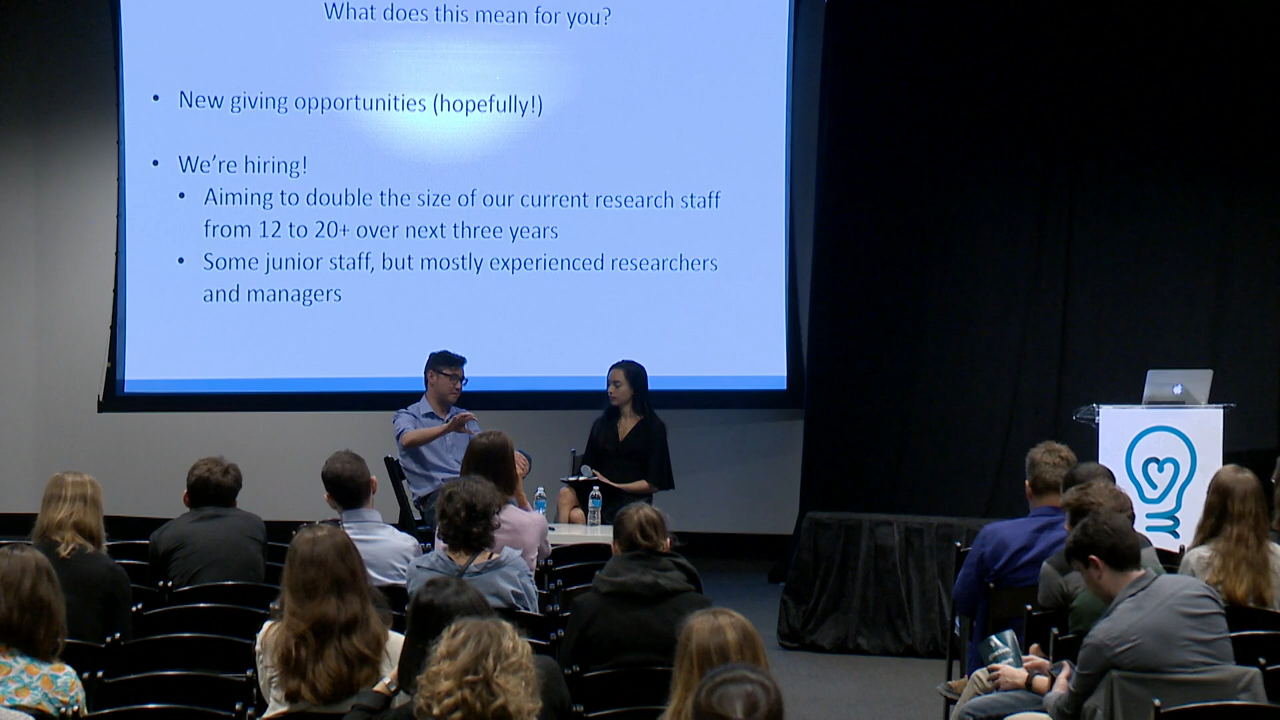 What does this mean for you?
• New giving opportunities (hopefully!)
• We're hiring!
• Aiming to double the size of our current research staff
from 12 to 20+ over next three years
• Some junior staff, but mostly experienced researchers
and managers